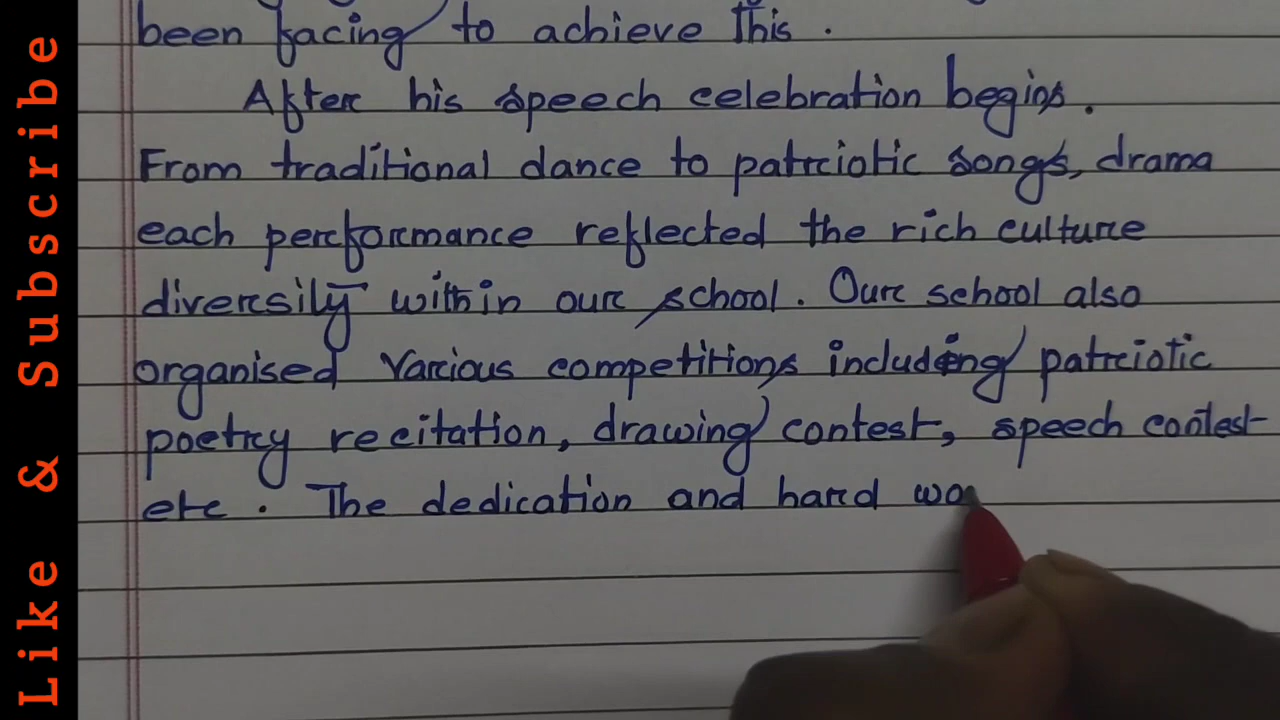 Like & Subscribe
been facing to achieve this.
After his speech celebration begins.
From traditional dance to patriotic songs, drama
each performance reflected the rich culture
diversity within our school. Our school also
organised various competitions including patriotic
poetry recitation, drawing contest, speech contest
etc. The dedication and hard wo